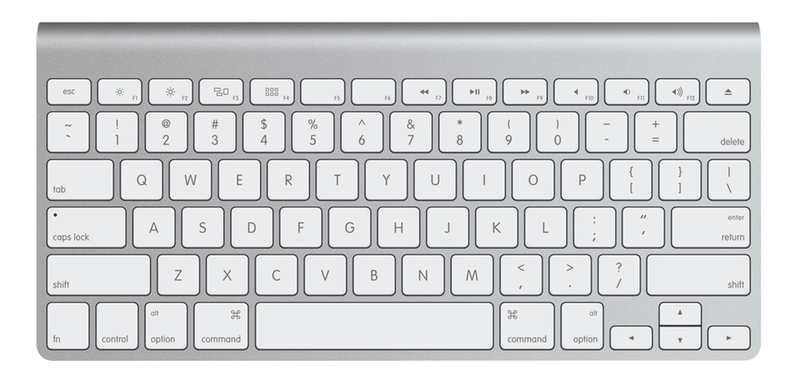 esc F1 F2 F3 F4 F5 F6 F7 F8 F9 F10 F11 F12
~ ! @ # $ % ^ & * ( ) – +
` 1 2 3 4 5 6 7 8 9 0 - = delete
tab Q W E R T Y U I O P { [ } ] | \
caps lock A S D F G H J K L : ; " ' enter return
shift Z X C V B N M < , > . ? / shift
alt ⌘ ⌘ alt
fn control option command command option